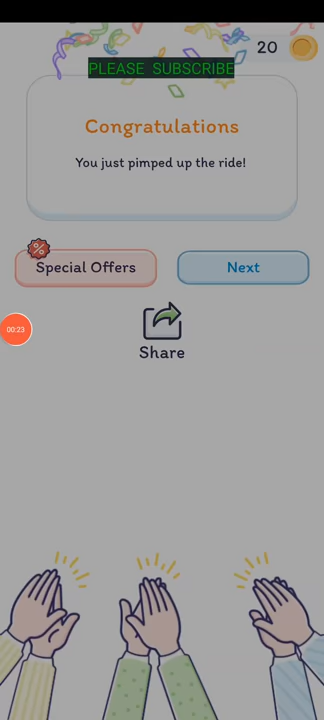 20
PLEASE SUBSCRIBE
Congratulations
You just pimped up the ride!
%
Special Offers
Next
00:23
Share